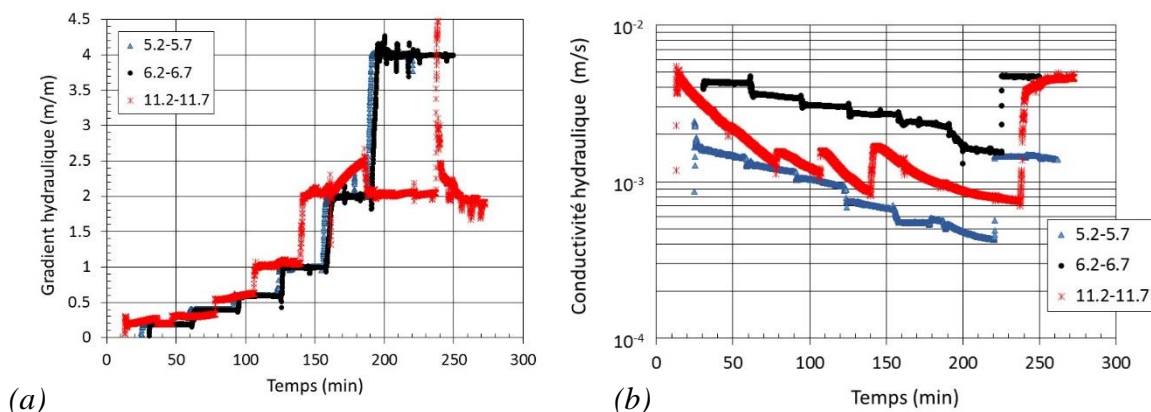 4.5
4
3.5
3
2.5
2
1.5
1
0.5
0
Gradient hydraulique (m/m)
5.2-5.7
6.2-6.7
11.2-11.7
0 50 100 150 200 250 300
Temps (min)
(a)
10-2
10-3
10-4
Conductivité hydraulique (m/s)
5.2-5.7
6.2-6.7
11.2-11.7
0 50 100 150 200 250 300
Temps (min)
(b)